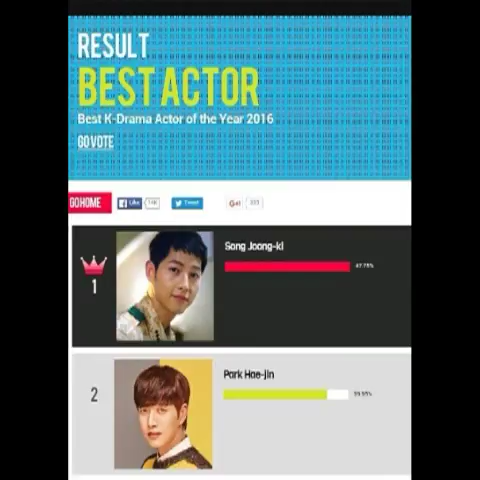 RESULT
BEST ACTOR
Best K-Drama Actor of the Year 2016
GO VOTE
GO HOME
Like
Tweet
G+1
1
Song Joong-ki
2
Park Hae-jin